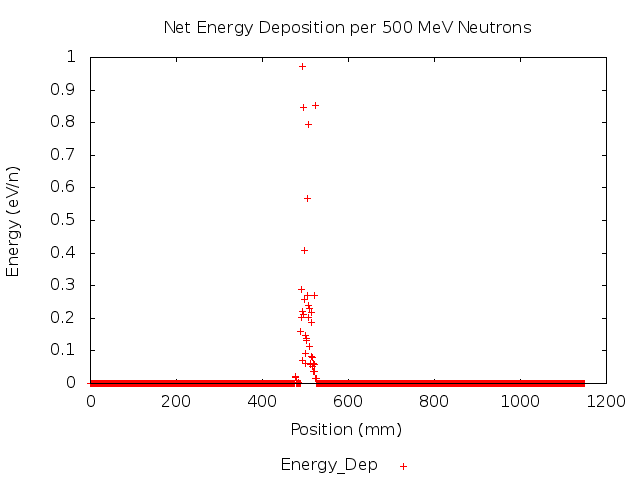 Net Energy Deposition per 500 MeV Neutrons
1
0.9
0.8
0.7
0.6
0.5
0.4
0.3
0.2
0.1
0
Energy (eV/n)
0 200 400 600 800 1000 1200
Position (mm)
Energy_Dep